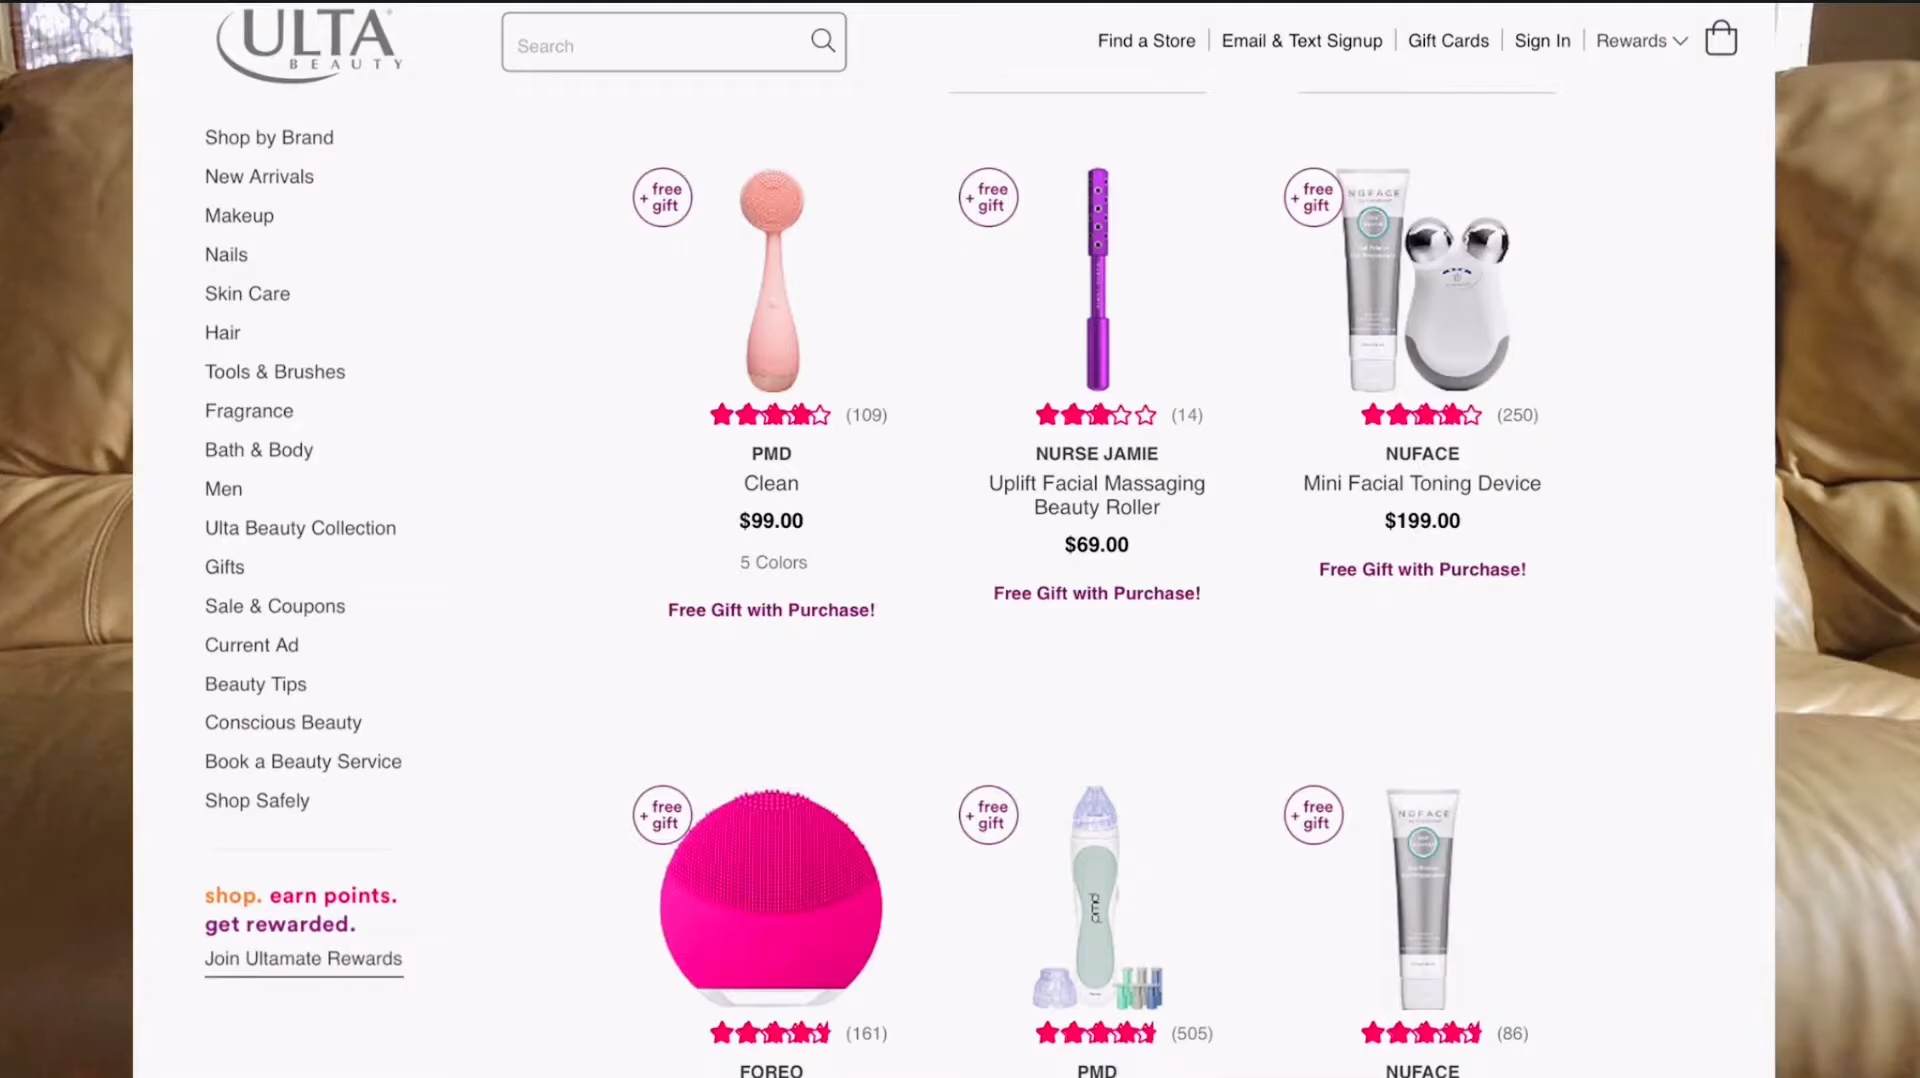 ULTA
BEAUTY
Search
Find a Store
Email & Text Signup
Gift Cards
Sign In
Rewards
Shop by Brand
New Arrivals
Makeup
Nails
Skin Care
Hair
Tools & Brushes
Fragrance
Bath & Body
Men
Ulta Beauty Collection
Gifts
Sale & Coupons
Current Ad
Beauty Tips
Conscious Beauty
Book a Beauty Service
Shop Safely
shop. earn points.
get rewarded.
Join Ultamate Rewards
+ free
gift
(109)
PMD
Clean
$99.00
5 Colors
Free Gift with Purchase!
+ free
gift
(14)
NURSE JAMIE
Uplift Facial Massaging
Beauty Roller
$69.00
Free Gift with Purchase!
+ free
gift
NUFACE
(250)
NUFACE
Mini Facial Toning Device
$199.00
Free Gift with Purchase!
+ free
gift
(161)
FOREO
+ free
gift
pmd
(505)
PMD
+ free
gift
NUFACE
(86)
NUFACE